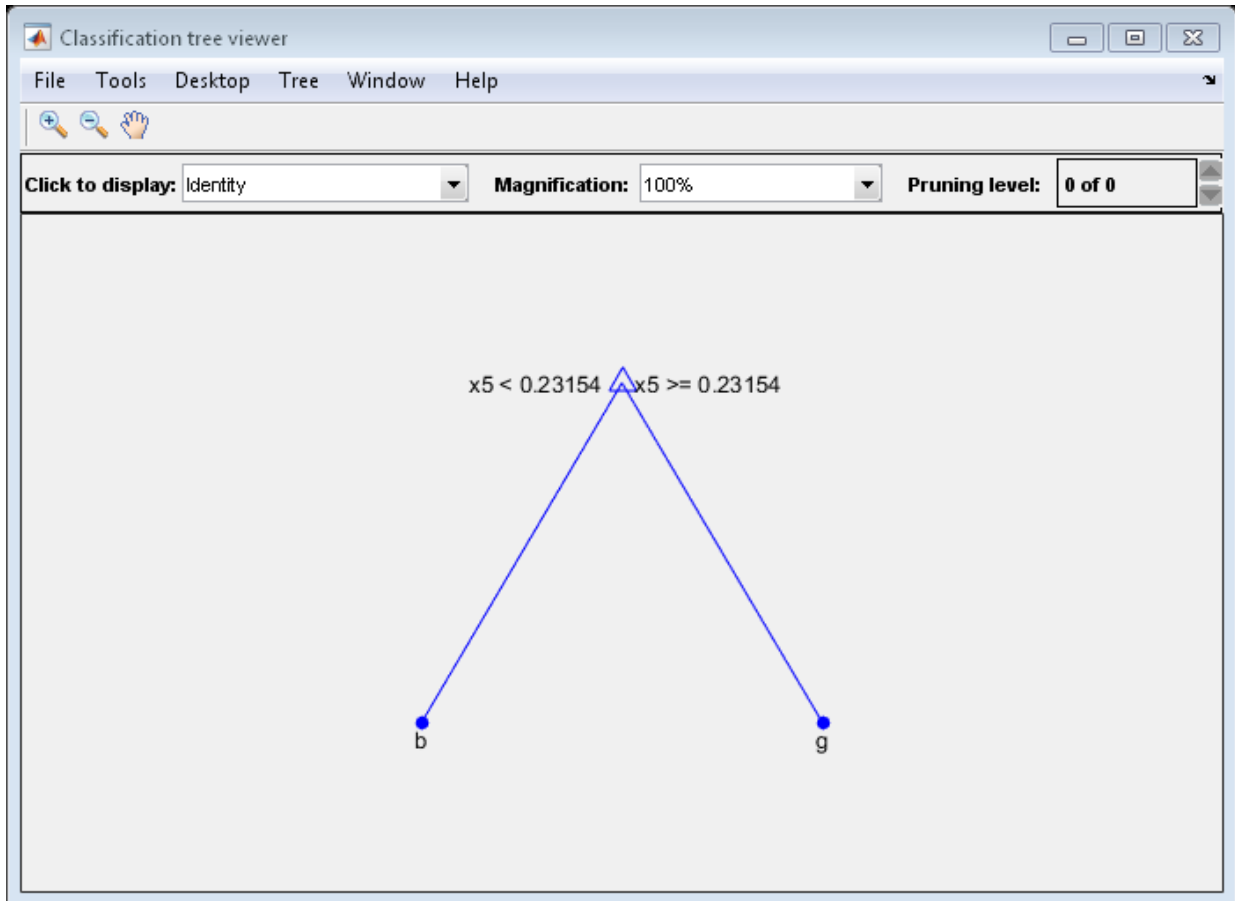 Classification tree viewer
File Tools Desktop Tree Window Help
Click to display: Identity Magnification: 100% Pruning level: 0 of 0
x5 < 0.23154 x5 >= 0.23154
b g